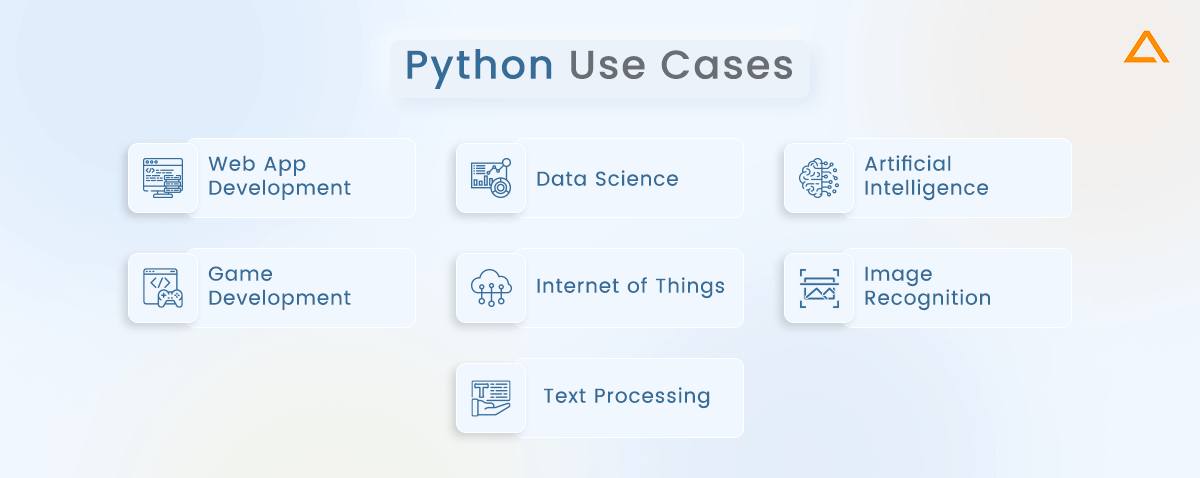 Python Use Cases
Web App
Development
Data Science
Artificial
Intelligence
Game
Development
Internet of Things
Image
Recognition
Text Processing